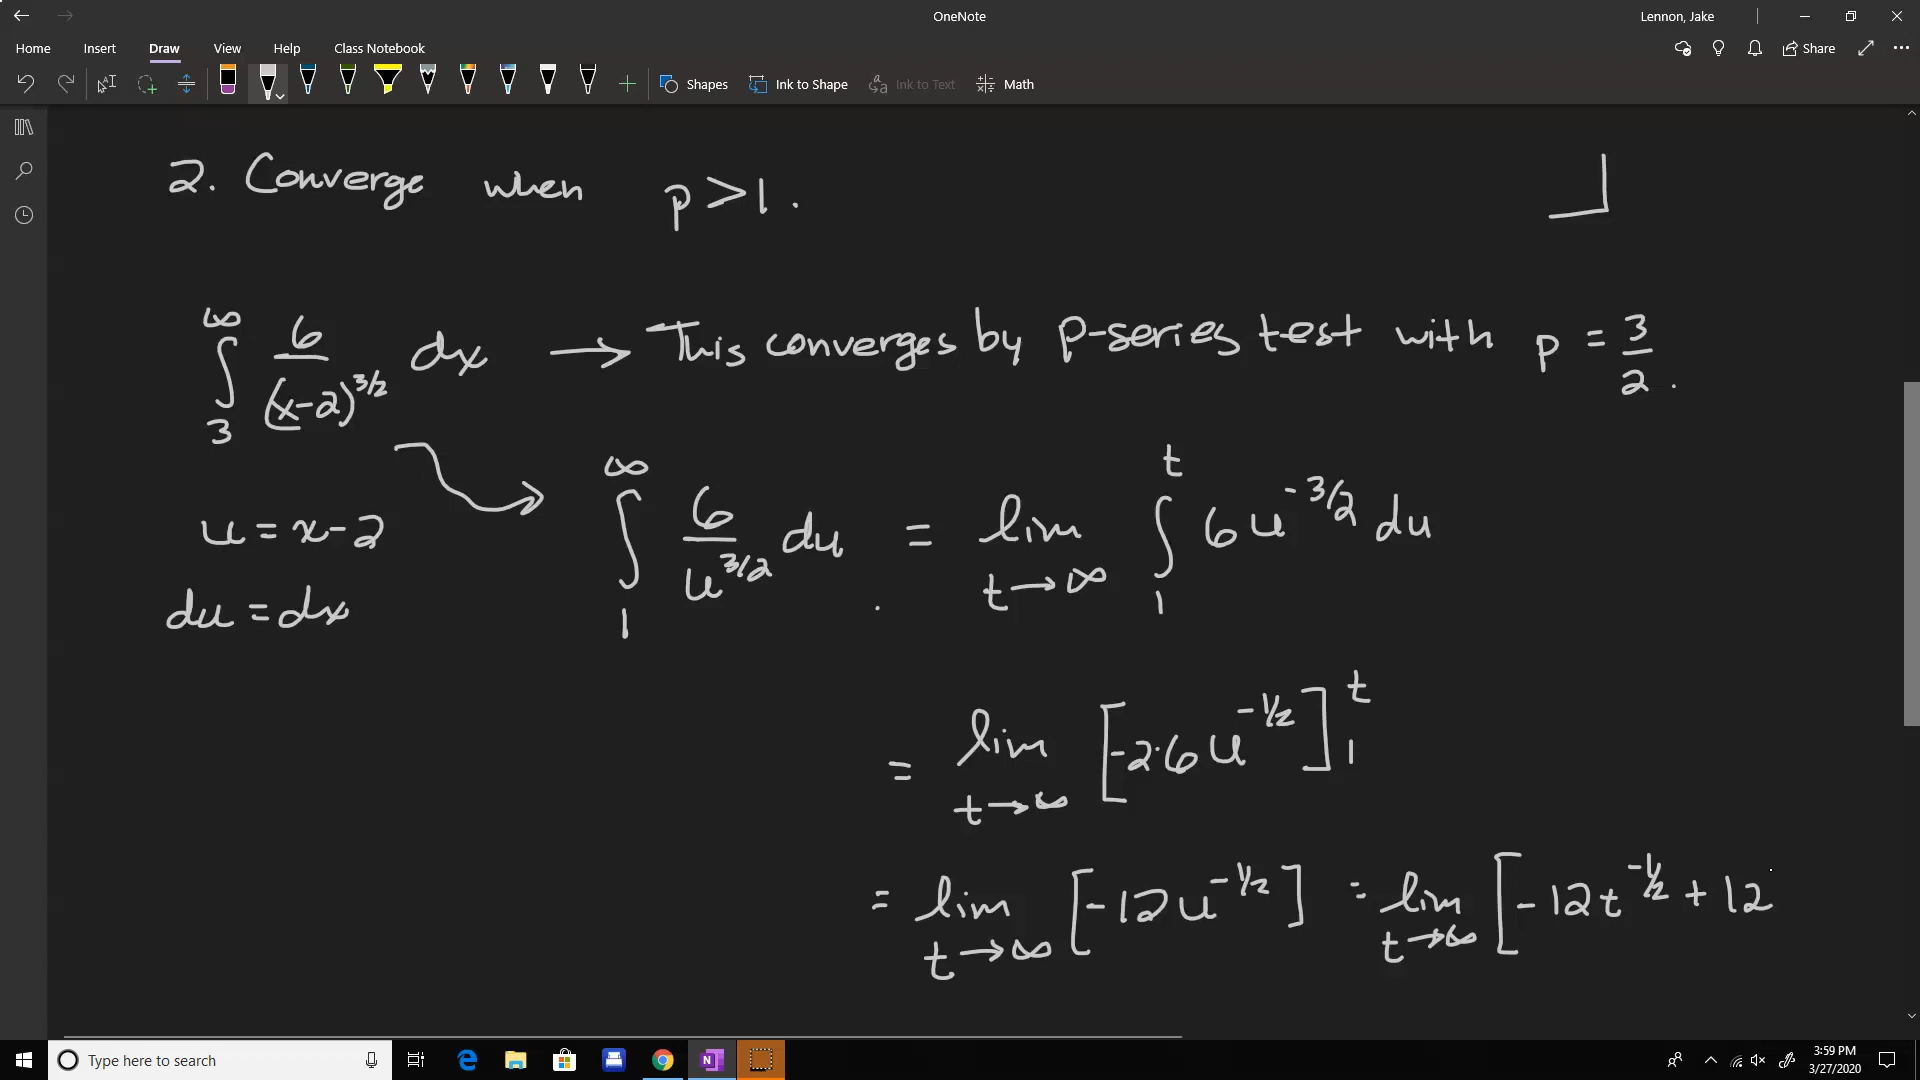 OneNote
Lennon, Jake
Home Insert Draw View Help Class Notebook
Share
Shapes Ink to Shape Ink to Text Math
2. Converge when p > 1.
∫₃^∞ 6/(x-2)^{3/2} dx → This converges by p-series test with p = 3/2.
u = x-2
du = dx
∫₁^∞ 6/u^{3/2} du = lim t→∞ ∫₁^t 6u^{-3/2} du
= lim t→∞ [-2·6u^{-1/2}]₁^t
= lim t→∞ [-12u^{-1/2}] = lim t→∞ [-12t^{-1/2} + 12
Type here to search
3:59 PM
3/27/2020